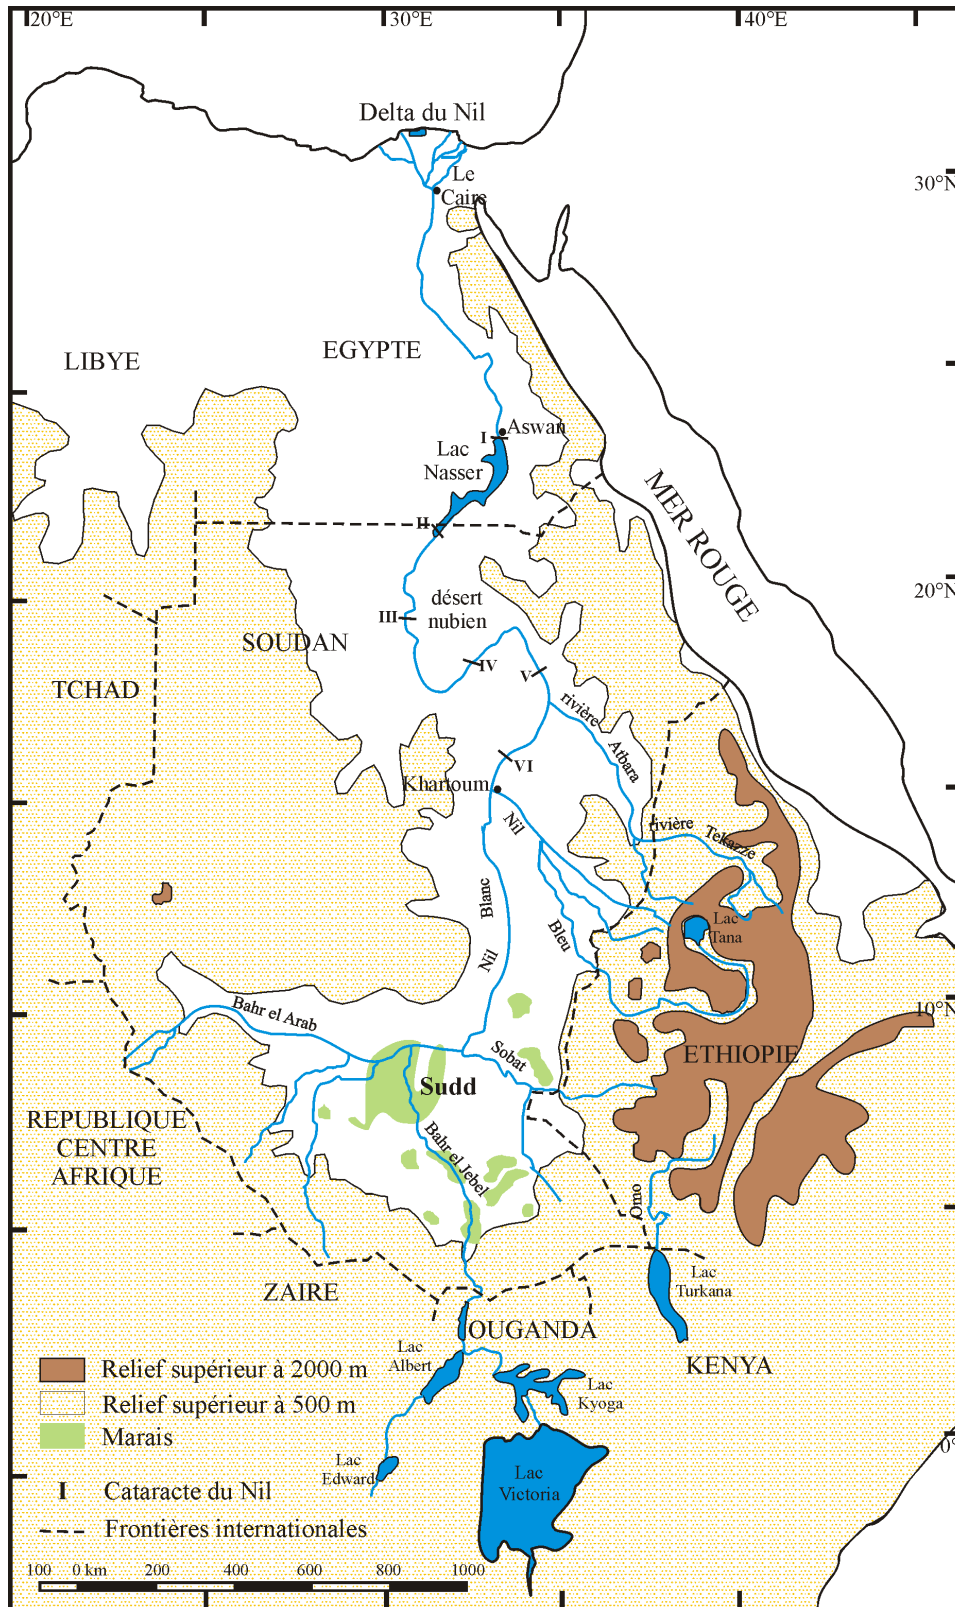 20°E
30°E
40°E
Delta du Nil
Le
Caire
30°N
LIBYE
EGYPTE
I
Aswan
Lac
Nasser
MER ROUGE
II
20°N
désert
nubien
III
SOUDAN
IV
V
TCHAD
rivière
Atbara
VI
Khartoum
Nil
rivière
Tekazze
Blanc
Nil
Bleu
Lac
Tana
Bahr el Arab
10°N
Sobat
ETHIOPIE
Sudd
REPUBLIQUE
CENTRE
AFRIQUE
Bahr el Jebel
Omo
ZAIRE
Lac
Turkana
OUGANDA
Lac
Albert
KENYA
Lac
Kyoga
Relief supérieur à 2000 m
Relief supérieur à 500 m
Marais
0°
Lac
Edward
Lac
Victoria
I Cataracte du Nil
Frontières internationales
100 0 km 200 400 600 800 1000